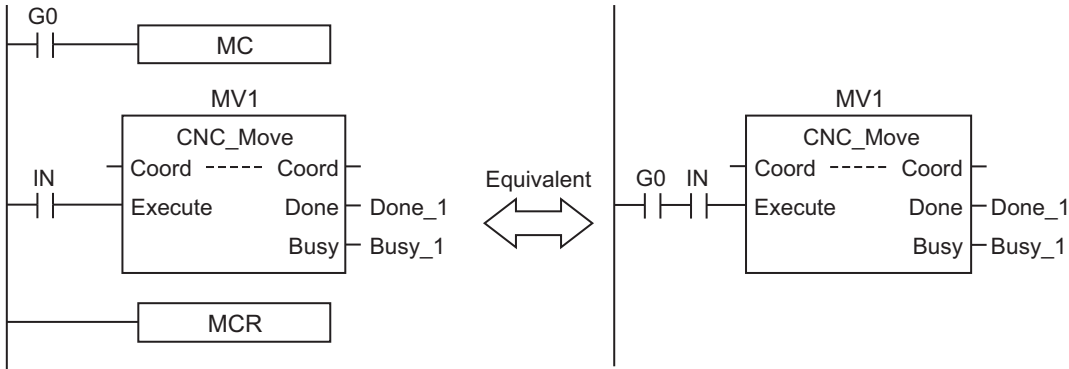 G0
MC
MV1
CNC_Move
Coord ----- Coord
IN
Execute Done Done_1
Busy Busy_1
MCR
Equivalent
MV1
CNC_Move
Coord ----- Coord
G0 IN
Execute Done Done_1
Busy Busy_1